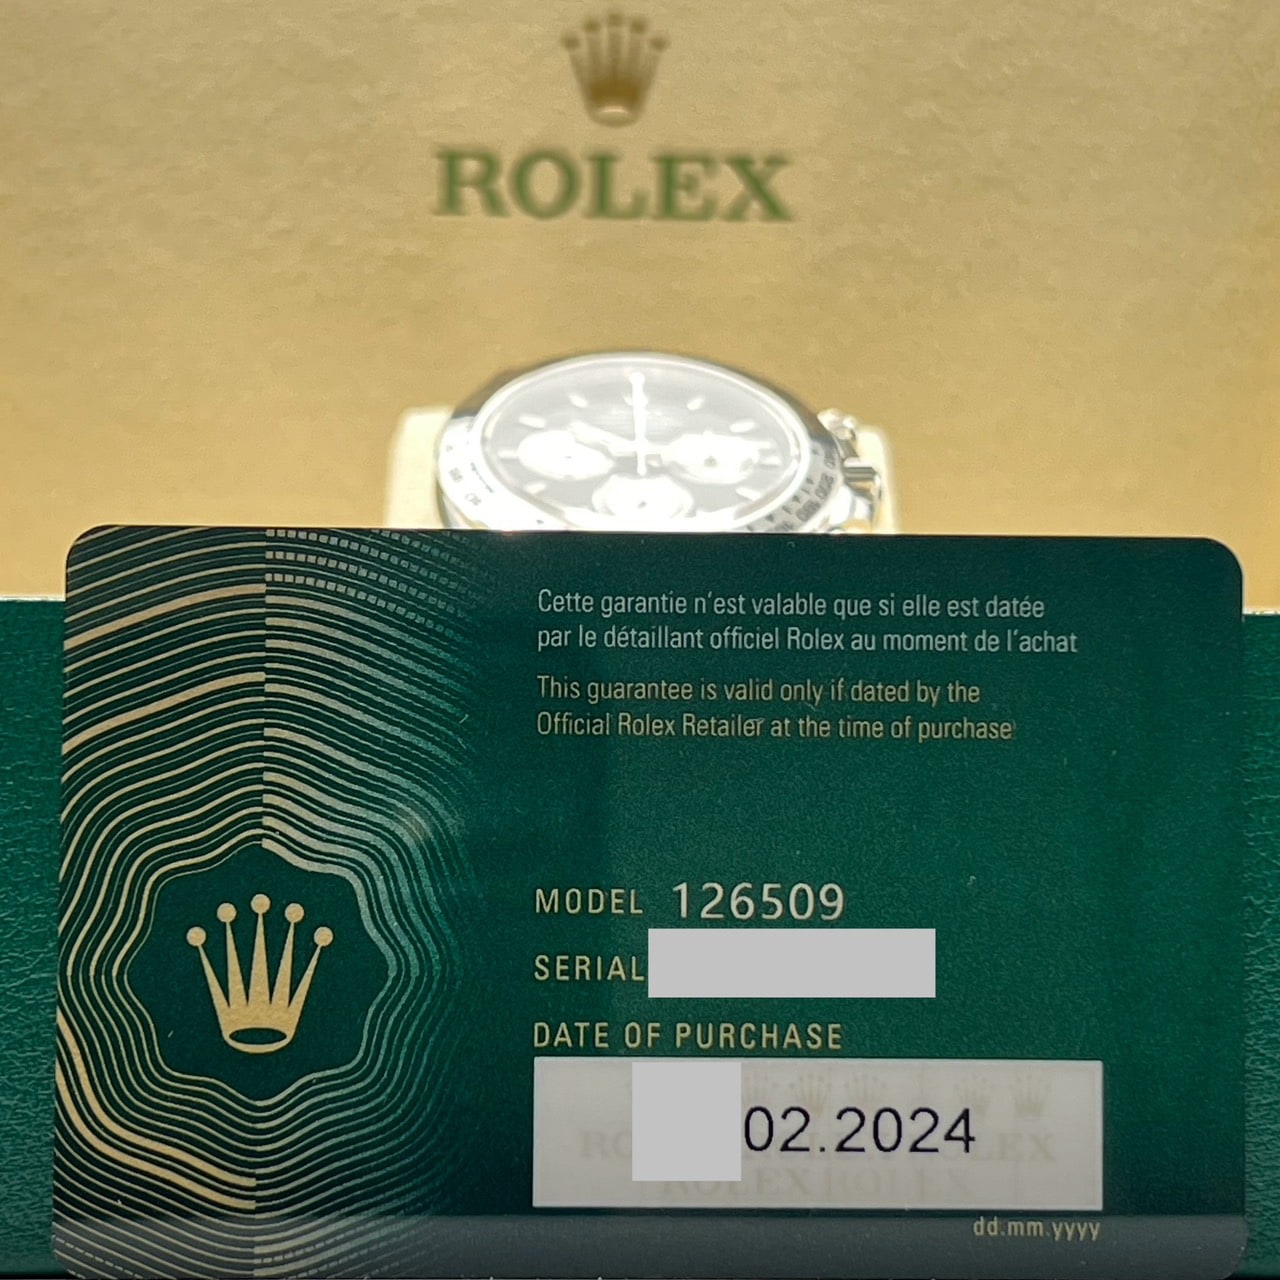 ROLEX
Cette garantie n'est valable que si elle est datée
par le détaillant officiel Rolex au moment de l'achat
This guarantee is valid only if dated by the
Official Rolex Retailer at the time of purchase
MODEL 126509
SERIAL
DATE OF PURCHASE
02.2024
ROLEX ROLEX
dd.mm.yyyy